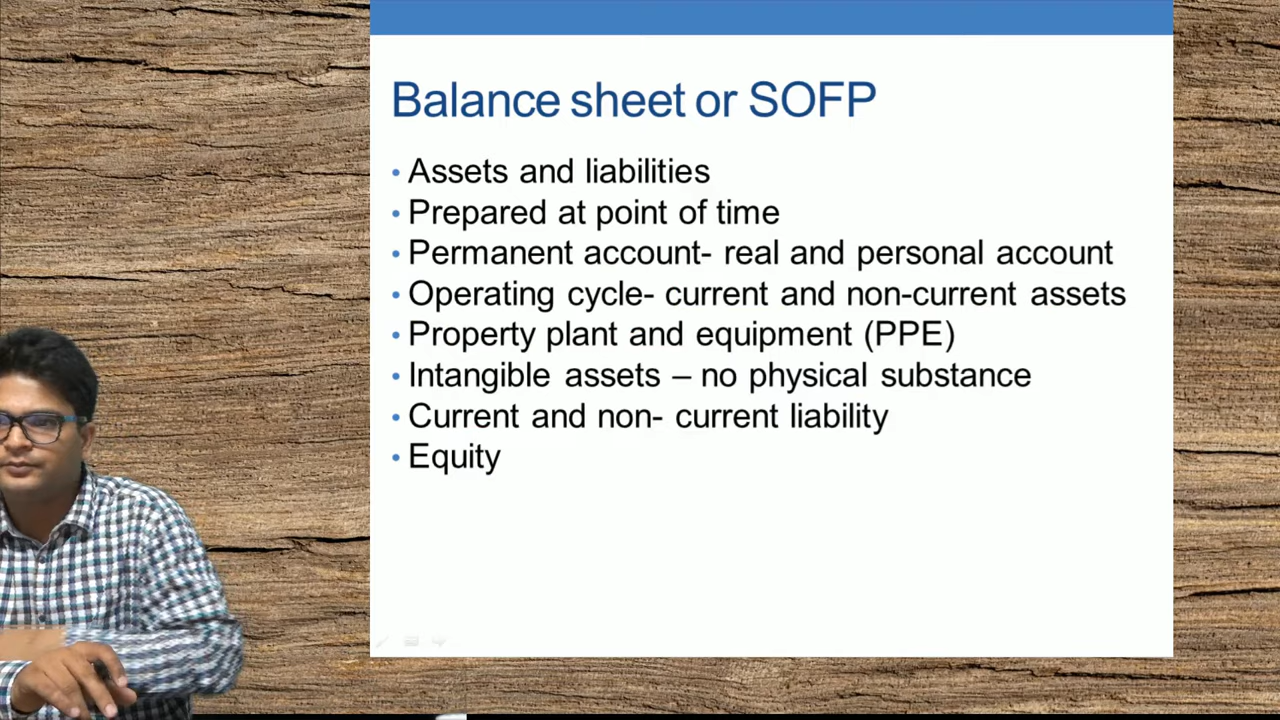 Balance sheet or SOFP
• Assets and liabilities
• Prepared at point of time
• Permanent account- real and personal account
• Operating cycle- current and non-current assets
• Property plant and equipment (PPE)
• Intangible assets – no physical substance
• Current and non- current liability
• Equity